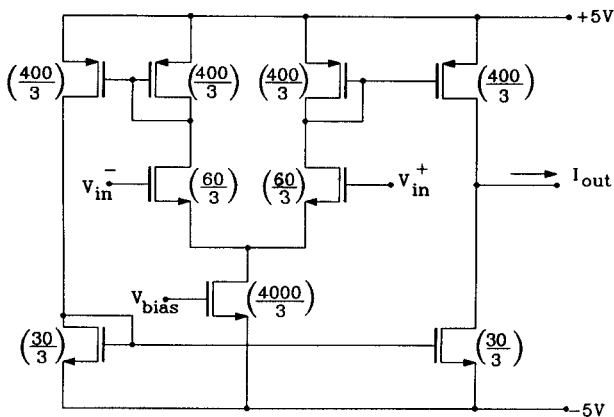 +5V
(400/3)
(400/3)
(400/3)
(400/3)
V_in^-
(60/3)
(60/3)
V_in^+
I_out
V_bias
(4000/3)
(30/3)
(30/3)
-5V